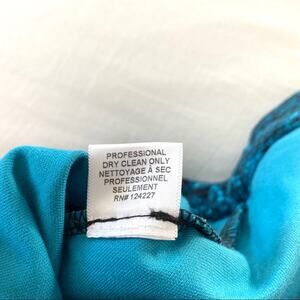 PROFESSIONAL
DRY CLEAN ONLY
NETTOYAGE À SEC
PROFESSIONNEL
SEULEMENT
RN# 124227